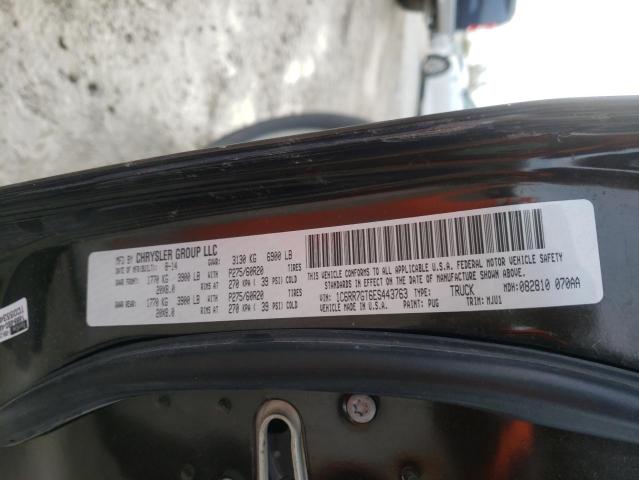 MFD BY CHRYSLER GROUP LLC
DATE OF MFR(BUILT): 8-14 GVWR: 3130 KG 6900 LB
GAWR FRONT: 1770 KG 3900 LB WITH P275/60R20 TIRES
20X8.0 RIMS AT 270 KPA ( 39 PSI) COLD
GAWR REAR: 1770 KG 3900 LB WITH P275/60R20 TIRES
20X8.0 RIMS AT 270 KPA ( 39 PSI) COLD
THIS VEHICLE CONFORMS TO ALL APPLICABLE U.S.A. FEDERAL MOTOR VEHICLE SAFETY
STANDARDS IN EFFECT ON THE DATE OF MANUFACTURE SHOWN ABOVE.
VIN: 1C6RR7GT6ES443763 TYPE: TRUCK MDH: 082810 070AA
VEHICLE MADE IN U.S.A. PAINT: PUG TRIM: MJU1